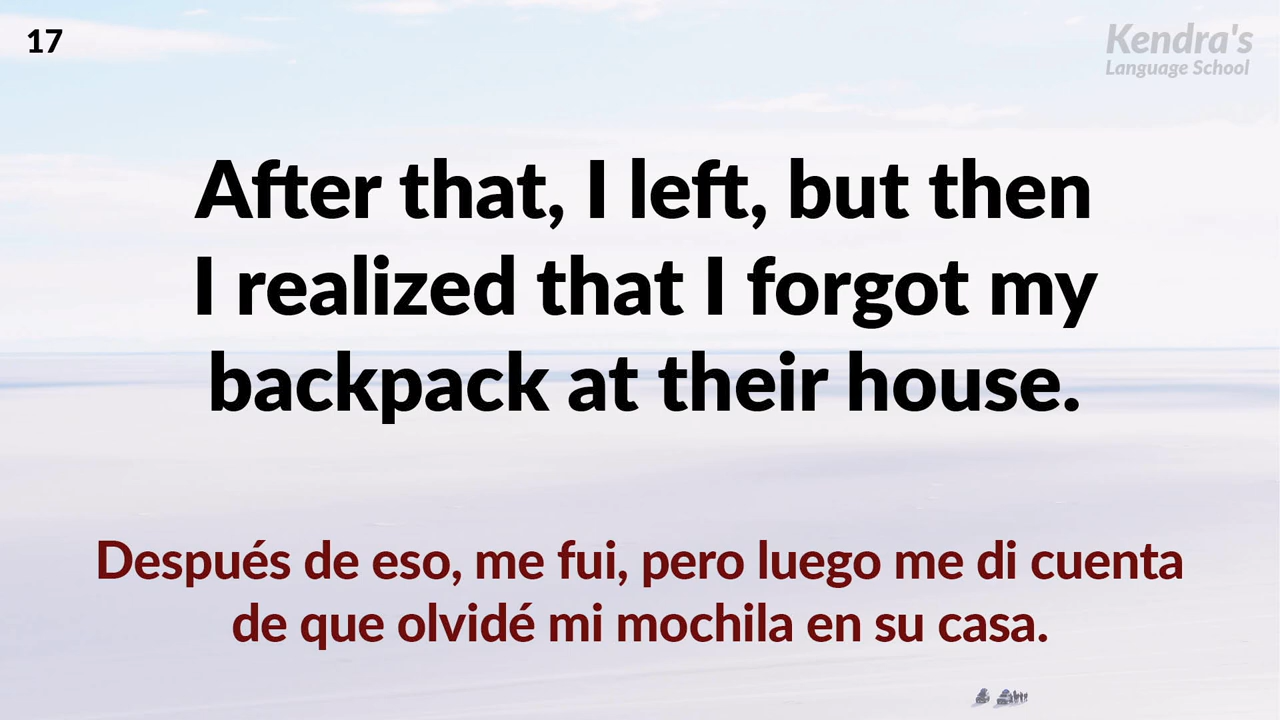 17
Kendra's
Language School
After that, I left, but then
I realized that I forgot my
backpack at their house.
Después de eso, me fui, pero luego me di cuenta
de que olvidé mi mochila en su casa.